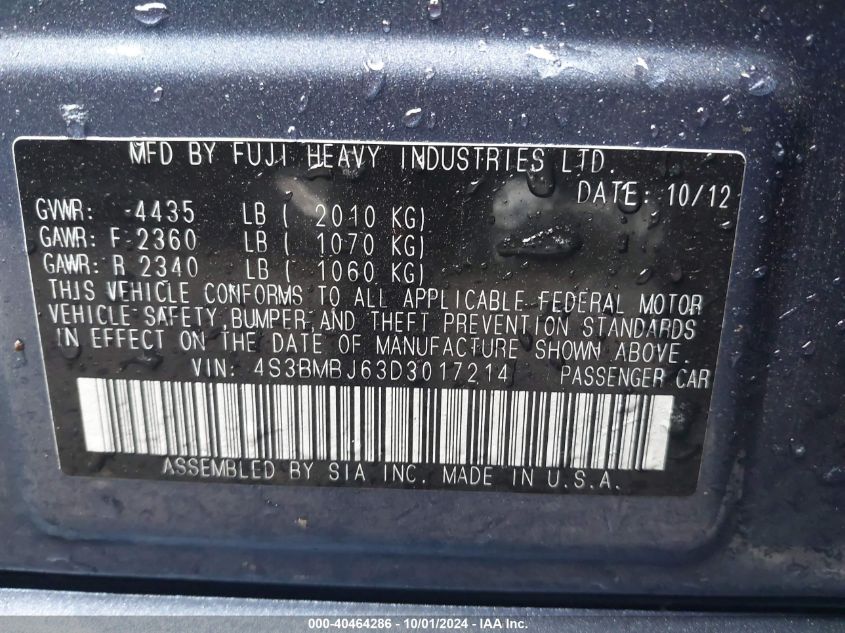 MFD BY FUJI HEAVY INDUSTRIES LTD.
DATE: 10/12
GVWR: -4435 LB ( 2010 KG)
GAWR: F-2360 LB ( 1070 KG)
GAWR: R 2340 LB ( 1060 KG)
THIS VEHICLE CONFORMS TO ALL APPLICABLE FEDERAL MOTOR
VEHICLE SAFETY,BUMPER,AND THEFT PREVENTION STANDARDS
IN EFFECT ON THE DATE OF MANUFACTURE SHOWN ABOVE.
VIN: 4S3BMBJ63D3017214 PASSENGER CAR
ASSEMBLED BY SIA INC. MADE IN U.S.A.
000-40464286 - 10/01/2024 - IAA Inc.